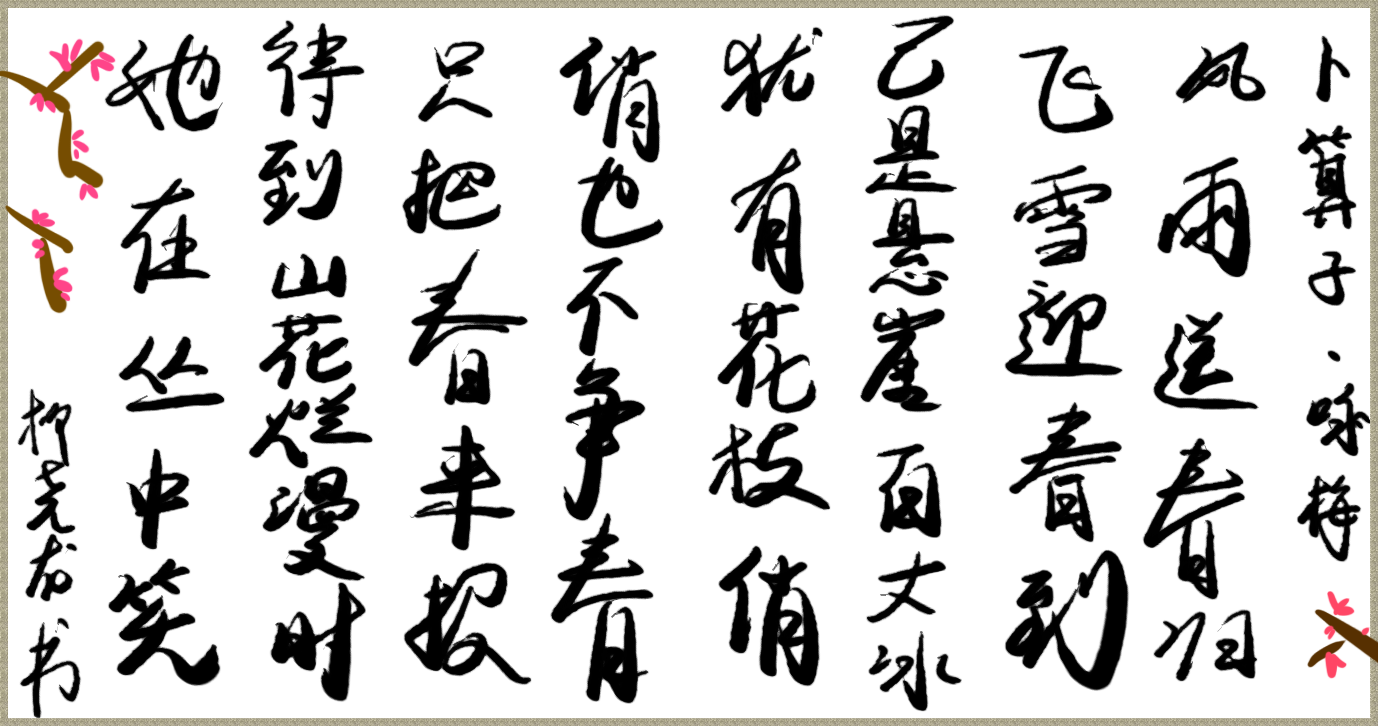 卜算子·咏梅
风雨送春归
飞雪迎春到
已是悬崖百丈冰
犹有花枝俏
俏也不争春
只把春来报
待到山花烂漫时
她在丛中笑
柳尧书